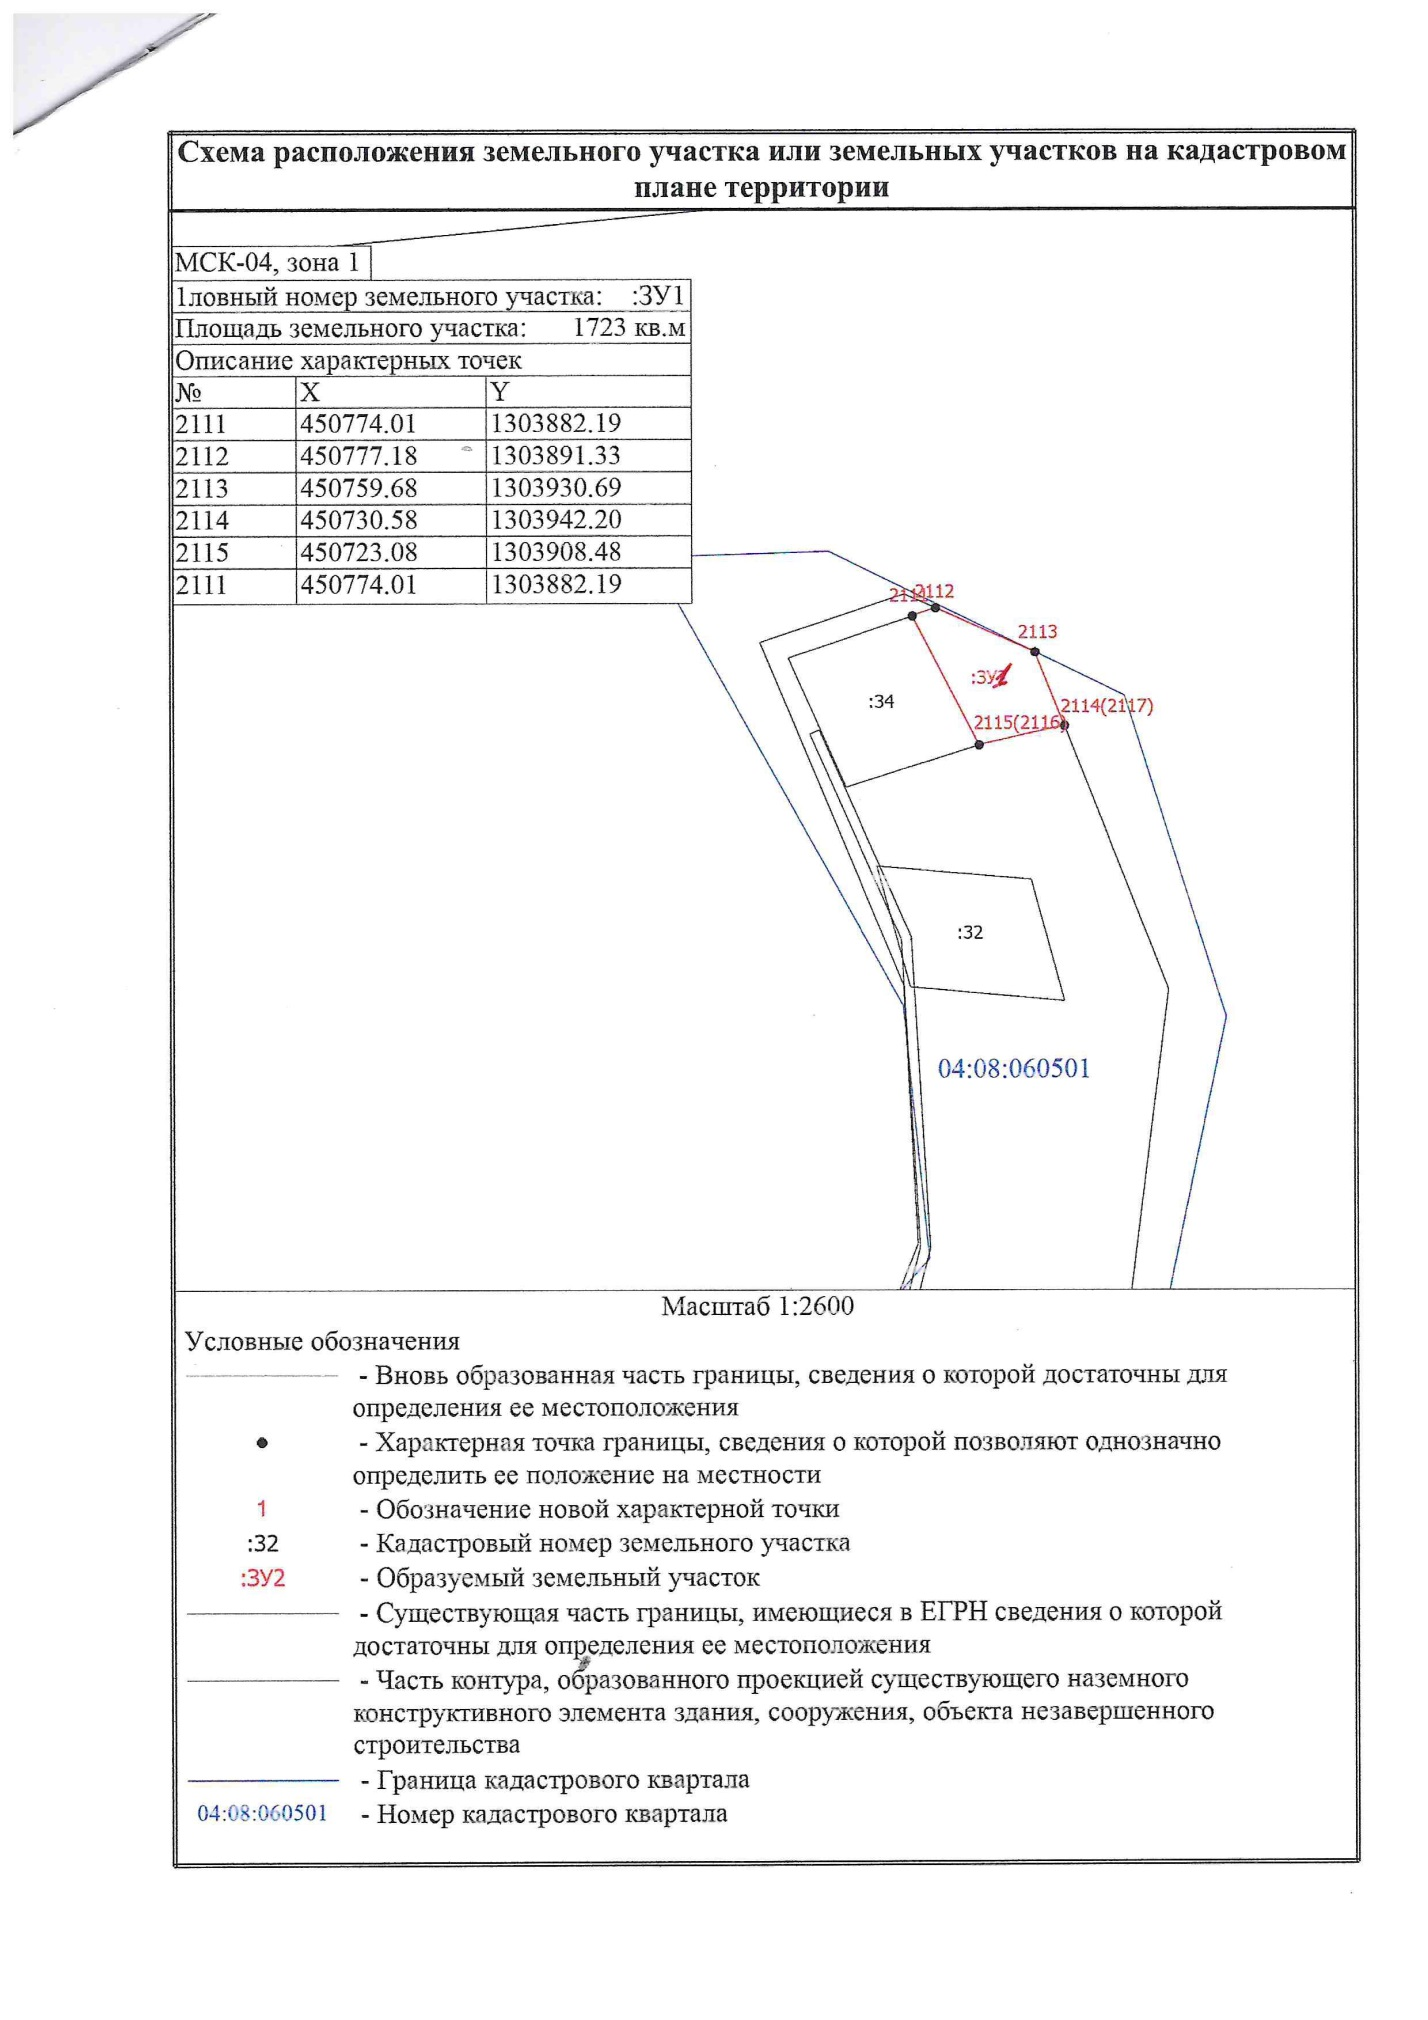 Схема расположения земельного участка или земельных участков на кадастровом
плане территории
МСК-04, зона 1
1ловный номер земельного участка: :ЗУ1
Площадь земельного участка: 1723 кв.м
Описание характерных точек
№ X Y
2111 450774.01 1303882.19
2112 450777.18 1303891.33
2113 450759.68 1303930.69
2114 450730.58 1303942.20
2115 450723.08 1303908.48
2111 450774.01 1303882.19
2112
2113
:ЗУ1
:34
2114(2117)
2115(2116)
:32
04:08:060501
Масштаб 1:2600
Условные обозначения
- Вновь образованная часть границы, сведения о которой достаточны для
определения ее местоположения
- Характерная точка границы, сведения о которой позволяют однозначно
определить ее положение на местности
1 - Обозначение новой характерной точки
:32 - Кадастровый номер земельного участка
:ЗУ2 - Образуемый земельный участок
- Существующая часть границы, имеющиеся в ЕГРН сведения о которой
достаточны для определения ее местоположения
- Часть контура, образованного проекцией существующего наземного
конструктивного элемента здания, сооружения, объекта незавершенного
строительства
- Граница кадастрового квартала
04:08:060501 - Номер кадастрового квартала